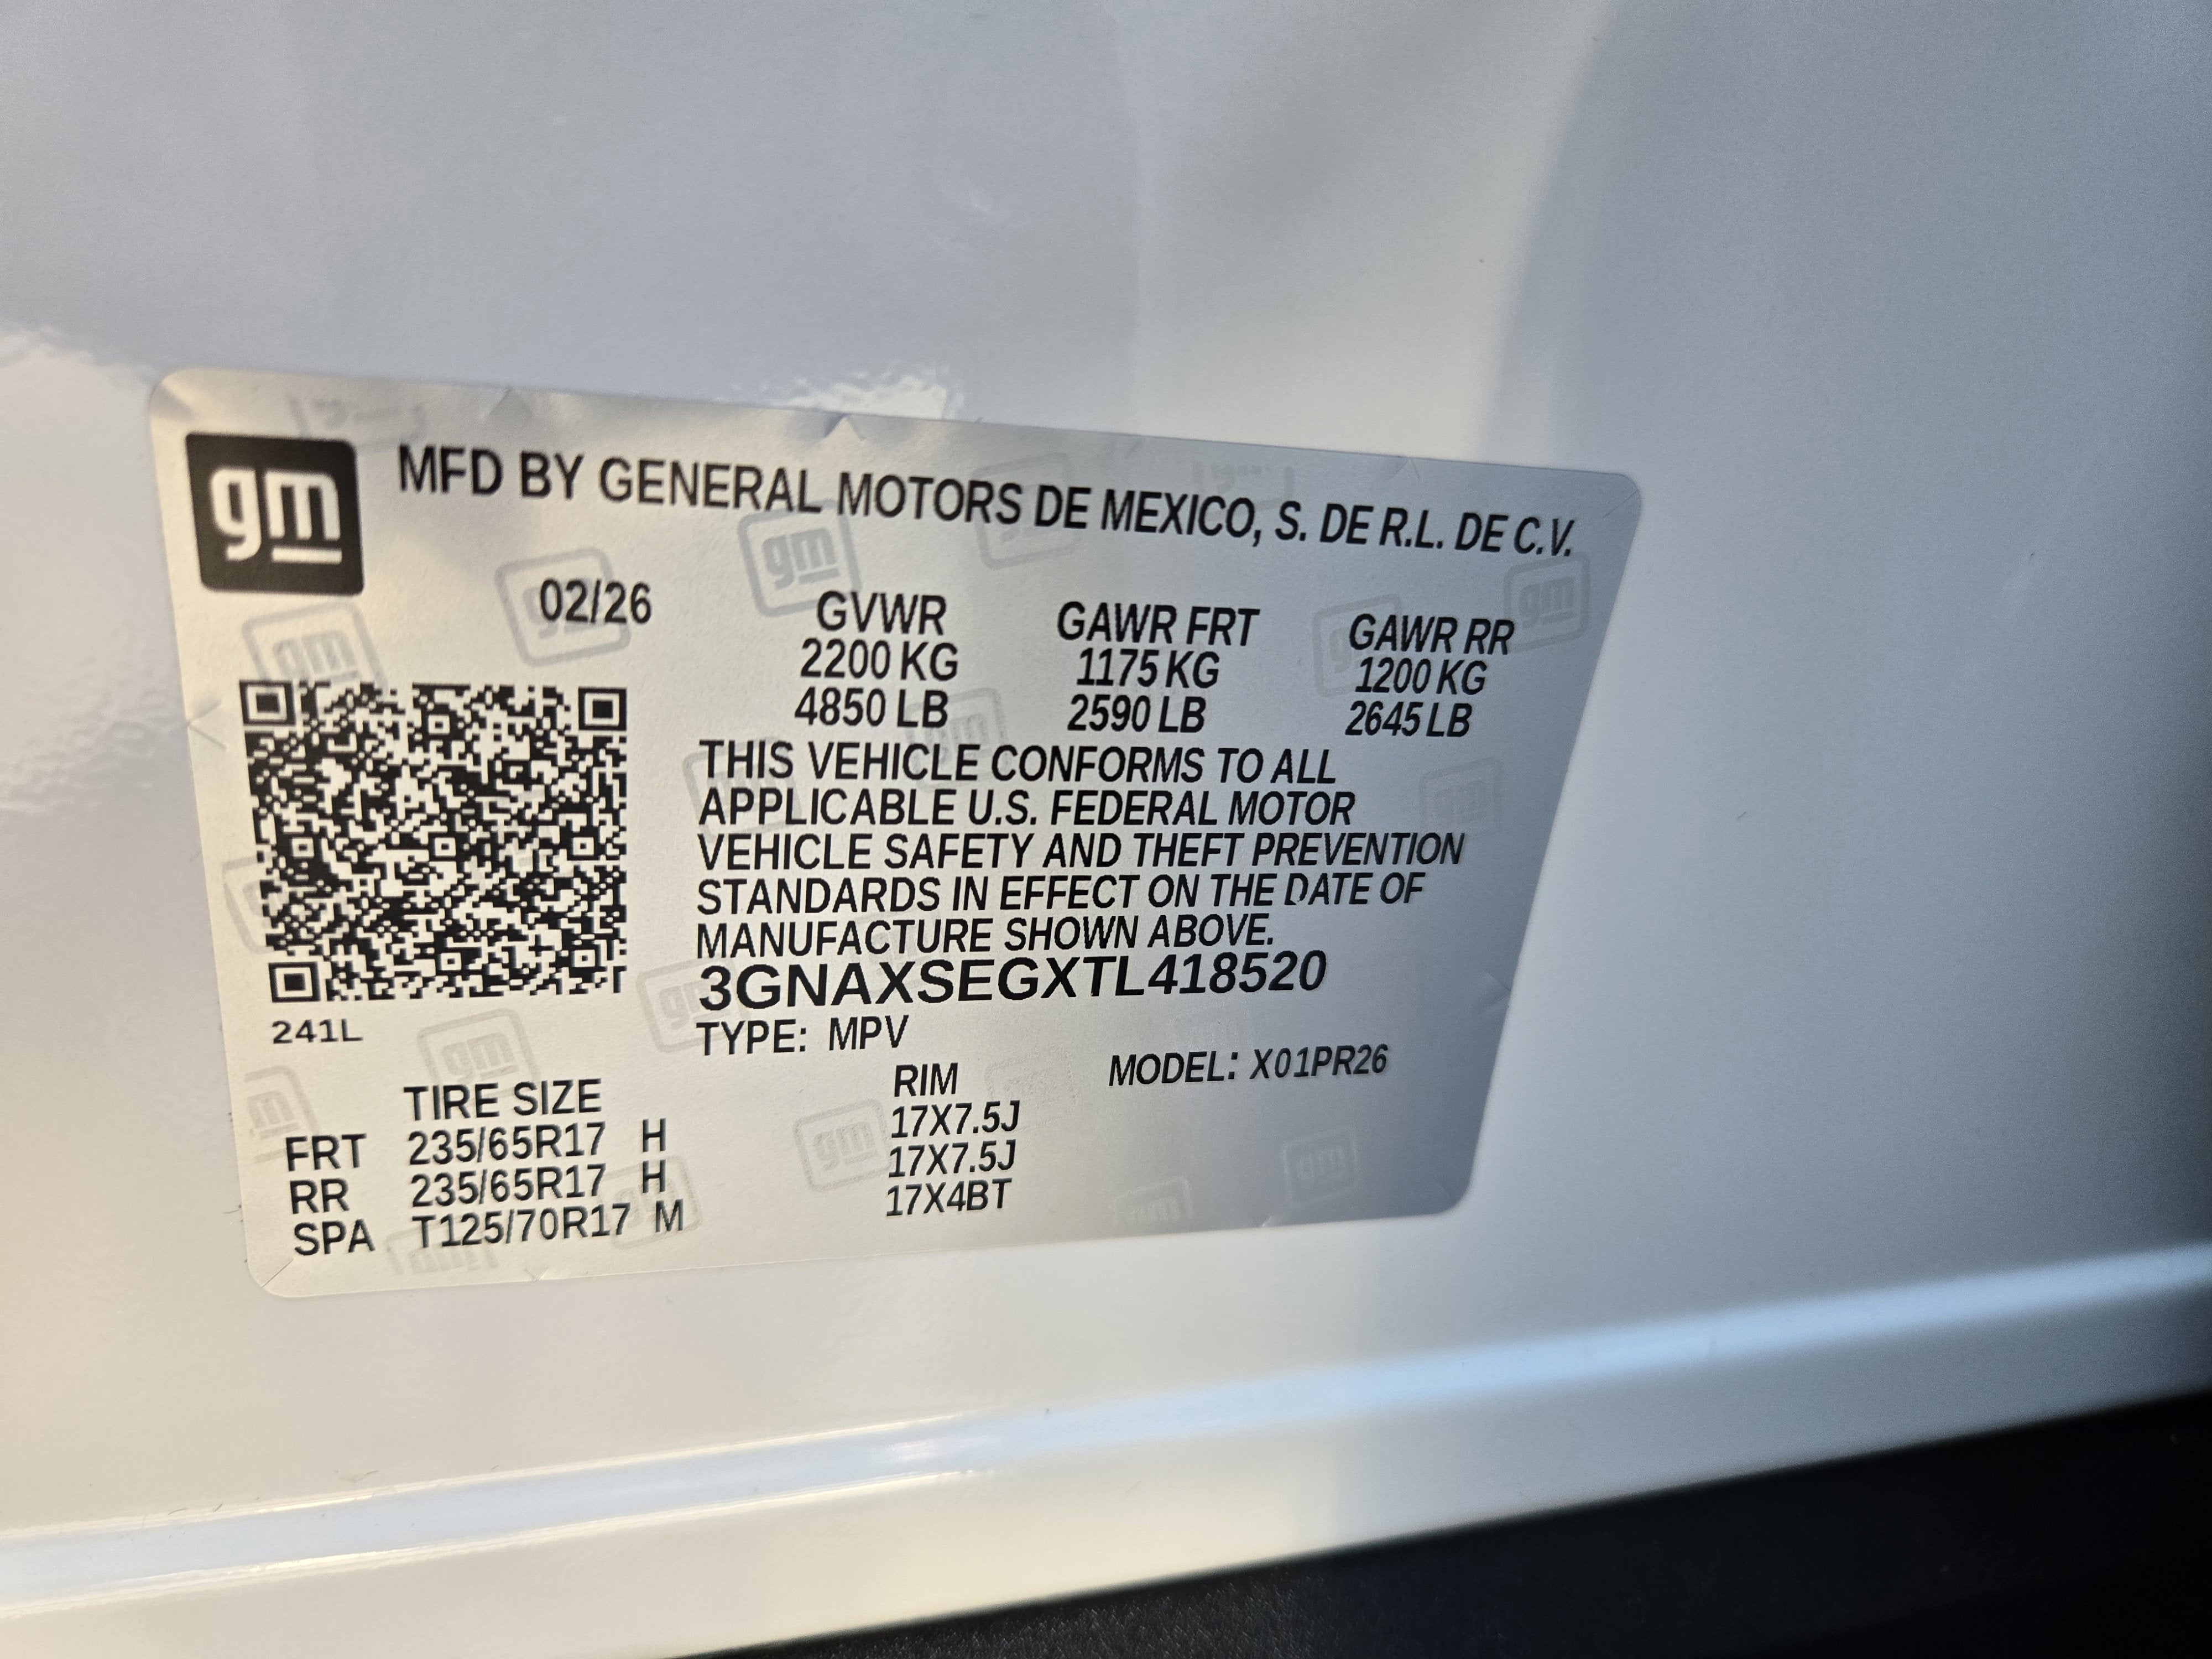 gm MFD BY GENERAL MOTORS DE MEXICO, S. DE R.L. DE C.V.
02/26 GVWR GAWR FRT GAWR RR
2200 KG 1175 KG 1200 KG
4850 LB 2590 LB 2645 LB
THIS VEHICLE CONFORMS TO ALL
APPLICABLE U.S. FEDERAL MOTOR
VEHICLE SAFETY AND THEFT PREVENTION
STANDARDS IN EFFECT ON THE DATE OF
MANUFACTURE SHOWN ABOVE.
3GNAXSEGXTL418520
241L TYPE: MPV MODEL: X01PR26
TIRE SIZE RIM
FRT 235/65R17 H 17X7.5J
RR 235/65R17 H 17X7.5J
SPA T125/70R17 M 17X4BT